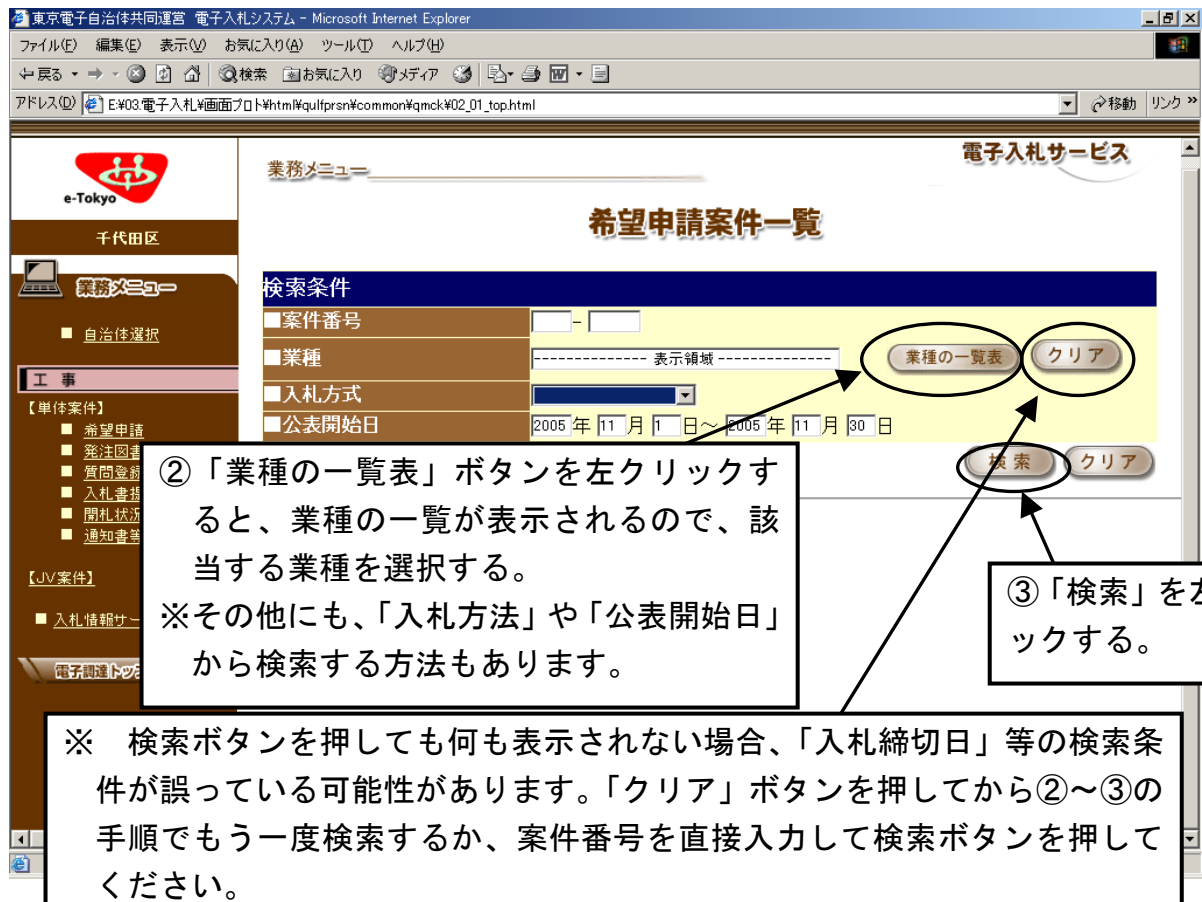 東京電子自治体共同運営 電子入札システム - Microsoft Internet Explorer
ファイル(F) 編集(E) 表示(V) お気に入り(A) ツール(T) ヘルプ(H)
戻る 検索 お気に入り メディア
アドレス(D) E:¥03.電子入札¥画面プロト¥html¥qulfprsn¥common¥qmck¥02_01_top.html 移動 リンク »
e-Tokyo
千代田区
業務メニュー
自治体選択
工 事
【単体案件】
希望申請
発注図
質問登録
入札書
開札状況
通知書
【JV案件】
入札情報サー
電子調達トッ
業務メニュー
電子入札サービス
希望申請案件一覧
検索条件
■案件番号 -
■業種 -------------- 表示領域 -------------- 業種の一覧表 クリア
■入札方式
■公表開始日 2005 年 11 月 1 日～ 2005 年 11 月 30 日
検 索 クリア
②「業種の一覧表」ボタンを左クリックす
ると、業種の一覧が表示されるので、該
当する業種を選択する。
※その他にも、「入札方法」や「公表開始日」
から検索する方法もあります。
③「検索」を左
ックする。
※ 検索ボタンを押しても何も表示されない場合、「入札締切日」等の検索条
件が誤っている可能性があります。「クリア」ボタンを押してから②～③の
手順でもう一度検索するか、案件番号を直接入力して検索ボタンを押して
ください。